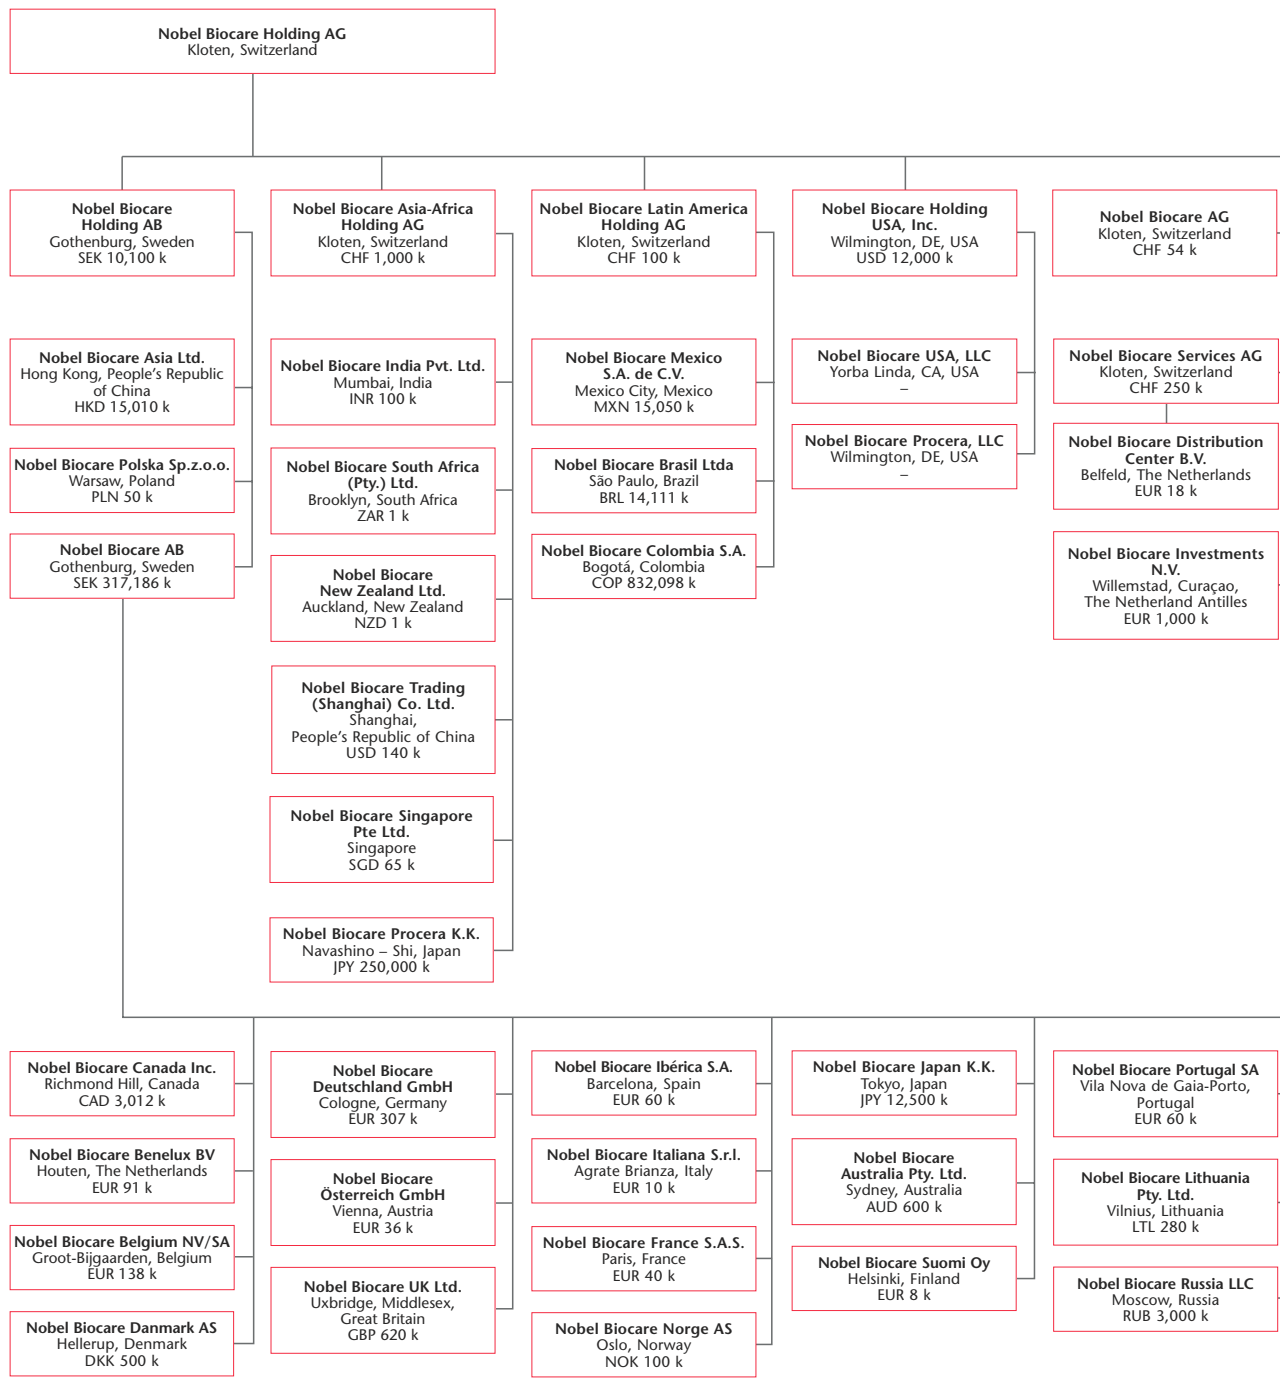 Nobel Biocare Holding AG
Kloten, Switzerland
Nobel Biocare
Holding AB
Gothenburg, Sweden
SEK 10,100 k
Nobel Biocare Asia-Africa
Holding AG
Kloten, Switzerland
CHF 1,000 k
Nobel Biocare Latin America
Holding AG
Kloten, Switzerland
CHF 100 k
Nobel Biocare Holding
USA, Inc.
Wilmington, DE, USA
USD 12,000 k
Nobel Biocare AG
Kloten, Switzerland
CHF 54 k
Nobel Biocare Asia Ltd.
Hong Kong, People’s Republic
of China
HKD 15,010 k
Nobel Biocare India Pvt. Ltd.
Mumbai, India
INR 100 k
Nobel Biocare Mexico
S.A. de C.V.
Mexico City, Mexico
MXN 15,050 k
Nobel Biocare USA, LLC
Yorba Linda, CA, USA
–
Nobel Biocare Services AG
Kloten, Switzerland
CHF 250 k
Nobel Biocare Polska Sp.z.o.o.
Warsaw, Poland
PLN 50 k
Nobel Biocare South Africa
(Pty.) Ltd.
Brooklyn, South Africa
ZAR 1 k
Nobel Biocare Brasil Ltda
São Paulo, Brazil
BRL 14,111 k
Nobel Biocare Procera, LLC
Wilmington, DE, USA
–
Nobel Biocare Distribution
Center B.V.
Belfeld, The Netherlands
EUR 18 k
Nobel Biocare AB
Gothenburg, Sweden
SEK 317,186 k
Nobel Biocare
New Zealand Ltd.
Auckland, New Zealand
NZD 1 k
Nobel Biocare Colombia S.A.
Bogotá, Colombia
COP 832,098 k
Nobel Biocare Investments
N.V.
Willemstad, Curaçao,
The Netherland Antilles
EUR 1,000 k
Nobel Biocare Trading
(Shanghai) Co. Ltd.
Shanghai,
People’s Republic of China
USD 140 k
Nobel Biocare Singapore
Pte Ltd.
Singapore
SGD 65 k
Nobel Biocare Procera K.K.
Navashino – Shi, Japan
JPY 250,000 k
Nobel Biocare Canada Inc.
Richmond Hill, Canada
CAD 3,012 k
Nobel Biocare
Deutschland GmbH
Cologne, Germany
EUR 307 k
Nobel Biocare Ibérica S.A.
Barcelona, Spain
EUR 60 k
Nobel Biocare Japan K.K.
Tokyo, Japan
JPY 12,500 k
Nobel Biocare Portugal SA
Vila Nova de Gaia-Porto,
Portugal
EUR 60 k
Nobel Biocare Benelux BV
Houten, The Netherlands
EUR 91 k
Nobel Biocare
Österreich GmbH
Vienna, Austria
EUR 36 k
Nobel Biocare Italiana S.r.l.
Agrate Brianza, Italy
EUR 10 k
Nobel Biocare
Australia Pty. Ltd.
Sydney, Australia
AUD 600 k
Nobel Biocare Lithuania
Pty. Ltd.
Vilnius, Lithuania
LTL 280 k
Nobel Biocare Belgium NV/SA
Groot-Bijgaarden, Belgium
EUR 138 k
Nobel Biocare UK Ltd.
Uxbridge, Middlesex,
Great Britain
GBP 620 k
Nobel Biocare France S.A.S.
Paris, France
EUR 40 k
Nobel Biocare Suomi Oy
Helsinki, Finland
EUR 8 k
Nobel Biocare Russia LLC
Moscow, Russia
RUB 3,000 k
Nobel Biocare Danmark AS
Hellerup, Denmark
DKK 500 k
Nobel Biocare Norge AS
Oslo, Norway
NOK 100 k